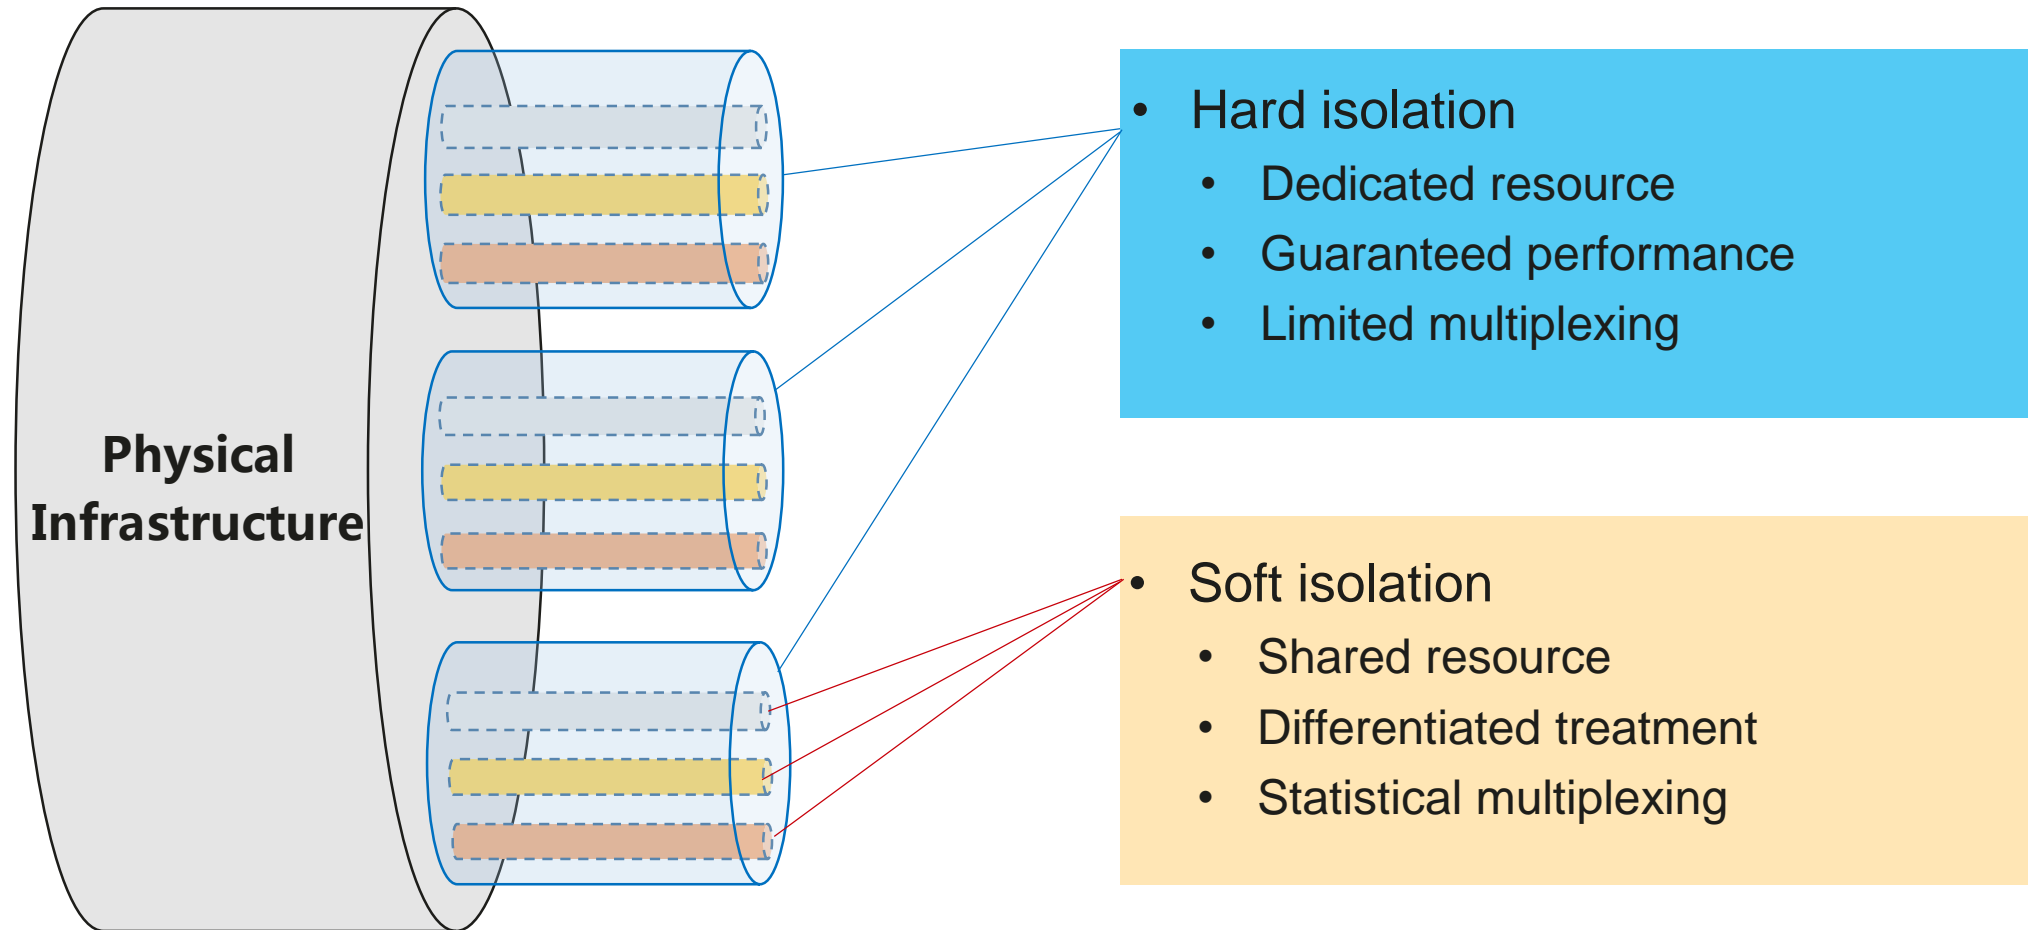 Physical
Infrastructure
• Hard isolation
• Dedicated resource
• Guaranteed performance
• Limited multiplexing
• Soft isolation
• Shared resource
• Differentiated treatment
• Statistical multiplexing